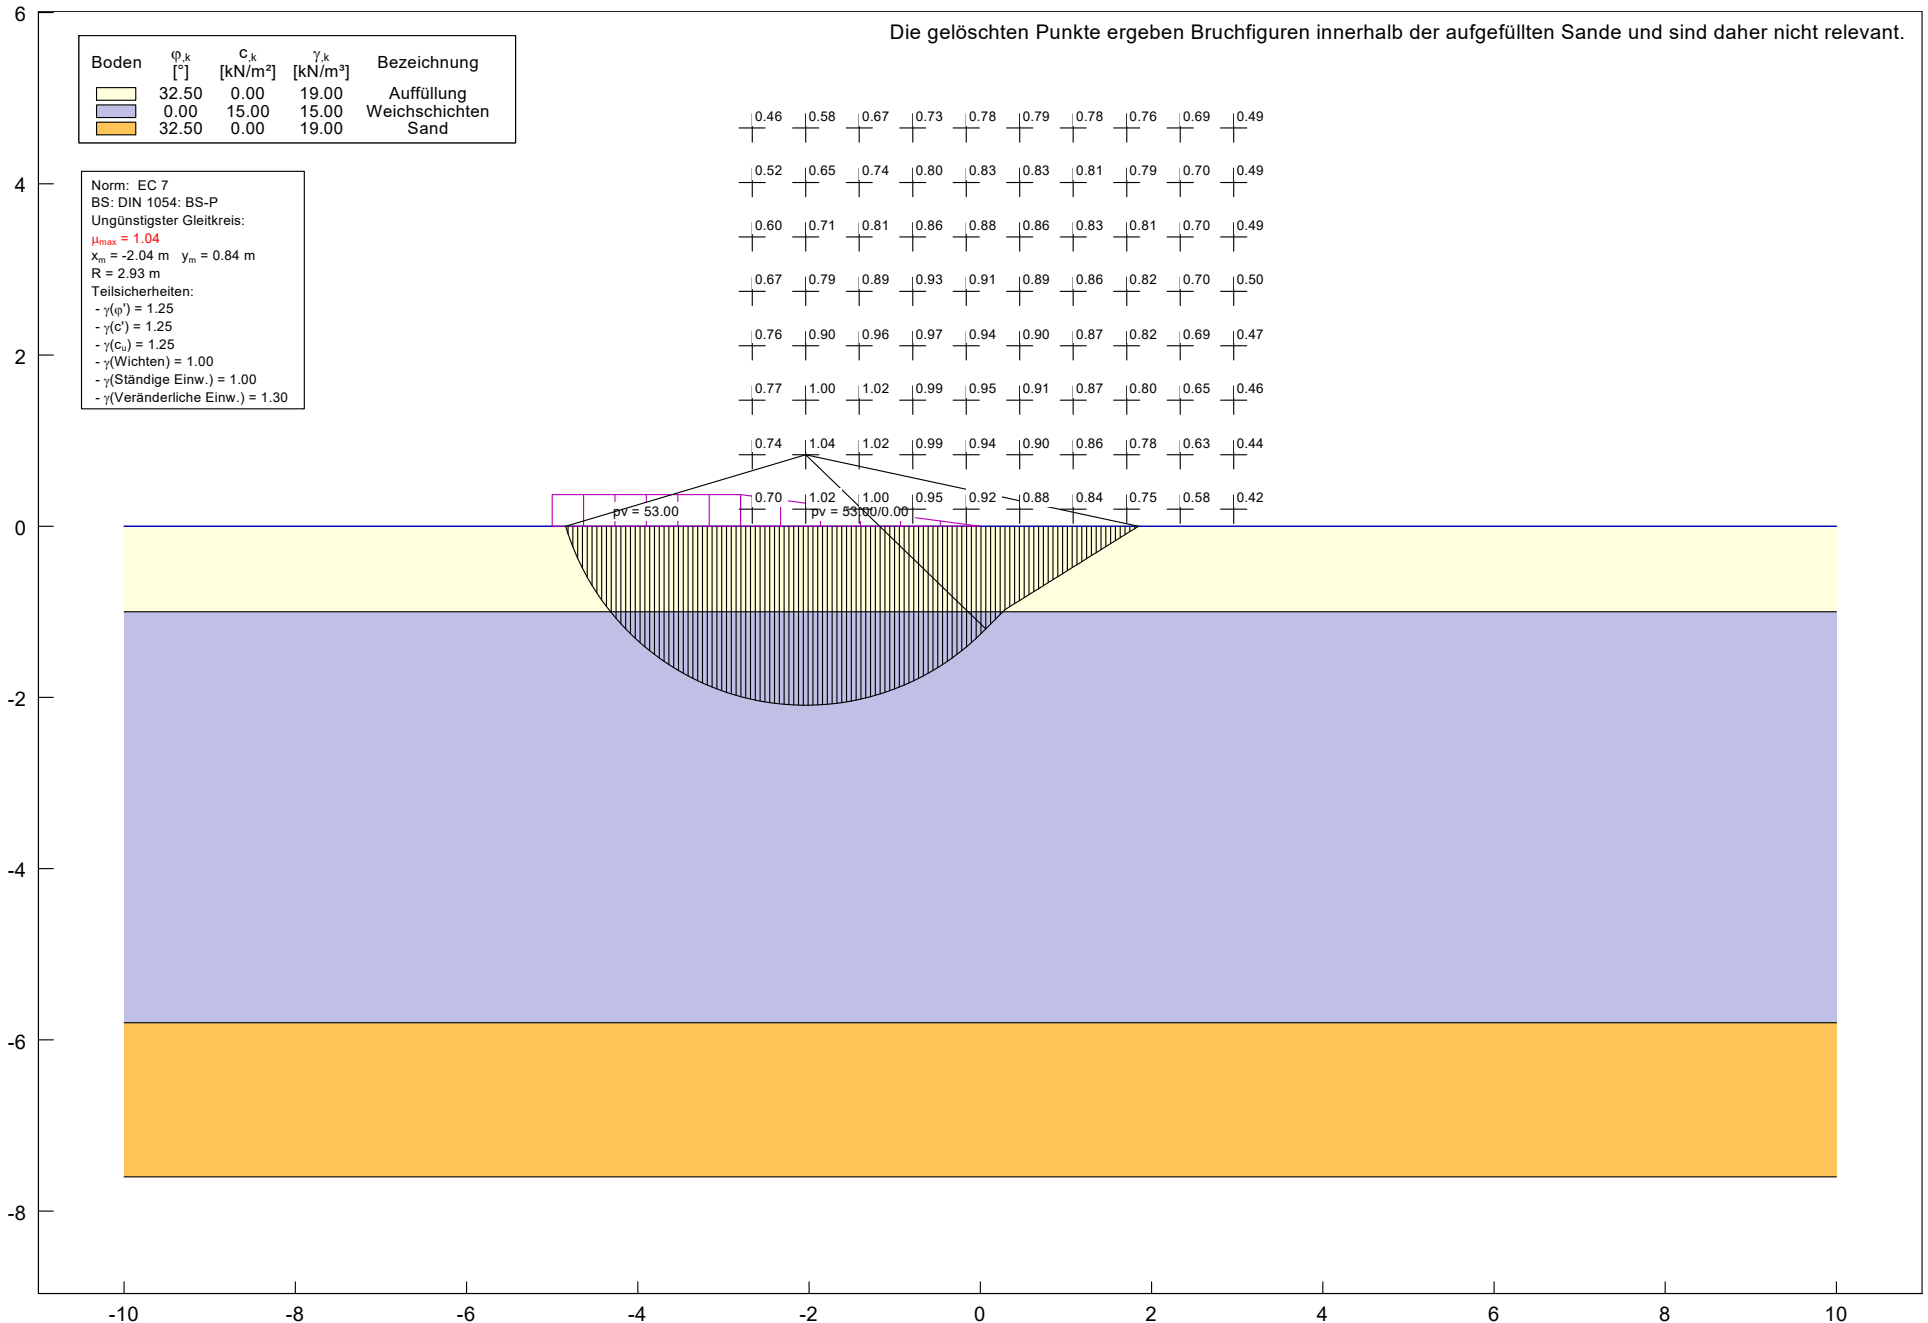 6
Die gelöschten Punkte ergeben Bruchfiguren innerhalb der aufgefüllten Sande und sind daher nicht relevant.
Boden φ,k [°] c,k [kN/m²] γ,k [kN/m³] Bezeichnung
32.50 0.00 19.00 Auffüllung
0.00 15.00 15.00 Weichschichten
32.50 0.00 19.00 Sand
Norm: EC 7
BS: DIN 1054: BS-P
Ungünstigster Gleitkreis:
μmax = 1.04
xm = -2.04 m ym = 0.84 m
R = 2.93 m
Teilsicherheiten:
- γ(φ') = 1.25
- γ(c') = 1.25
- γ(cu) = 1.25
- γ(Wichten) = 1.00
- γ(Ständige Einw.) = 1.00
- γ(Veränderliche Einw.) = 1.30
0.46 0.58 0.67 0.73 0.78 0.79 0.78 0.76 0.69 0.49
4
0.52 0.65 0.74 0.80 0.83 0.83 0.81 0.79 0.70 0.49
0.60 0.71 0.81 0.86 0.88 0.86 0.83 0.81 0.70 0.49
0.67 0.79 0.89 0.93 0.91 0.89 0.86 0.82 0.70 0.50
2
0.76 0.90 0.96 0.97 0.94 0.90 0.87 0.82 0.69 0.47
0.77 1.00 1.02 0.99 0.95 0.91 0.87 0.80 0.65 0.46
0.74 1.04 1.02 0.99 0.94 0.90 0.86 0.78 0.63 0.44
0.70 1.02 1.00 0.95 0.92 0.88 0.84 0.75 0.58 0.42
pv = 53.00 pv = 53.00/0.00
0
-2
-4
-6
-8
-10 -8 -6 -4 -2 0 2 4 6 8 10